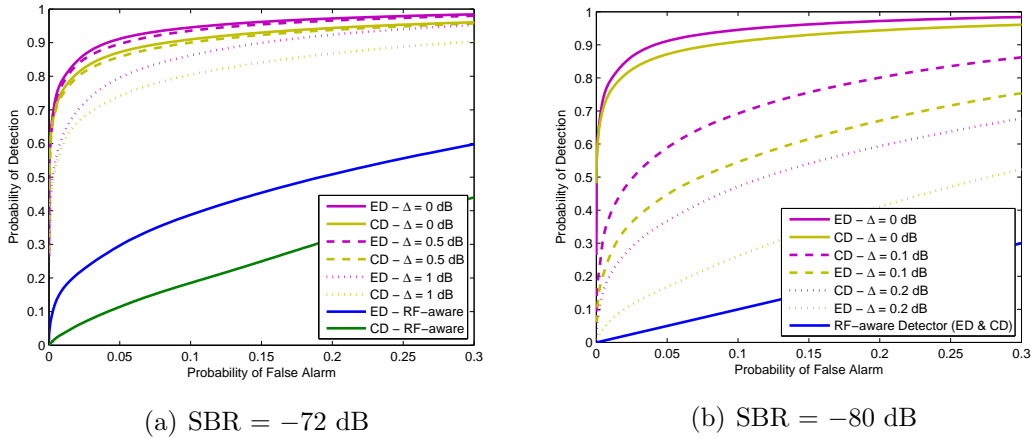 1
0.9
0.8
0.7
0.6
0.5
0.4
0.3
0.2
0.1
0
Probability of Detection
ED − Δ = 0 dB
CD − Δ = 0 dB
ED − Δ = 0.5 dB
CD − Δ = 0.5 dB
ED − Δ = 1 dB
CD − Δ = 1 dB
ED − RF−aware
CD − RF−aware
0 0.05 0.1 0.15 0.2 0.25 0.3
Probability of False Alarm
(a) SBR = −72 dB
1
0.9
0.8
0.7
0.6
0.5
0.4
0.3
0.2
0.1
0
Probability of Detection
ED − Δ = 0 dB
CD − Δ = 0 dB
CD − Δ = 0.1 dB
ED − Δ = 0.1 dB
CD − Δ = 0.2 dB
ED − Δ = 0.2 dB
RF−aware Detector (ED & CD)
0 0.05 0.1 0.15 0.2 0.25 0.3
Probability of False Alarm
(b) SBR = −80 dB